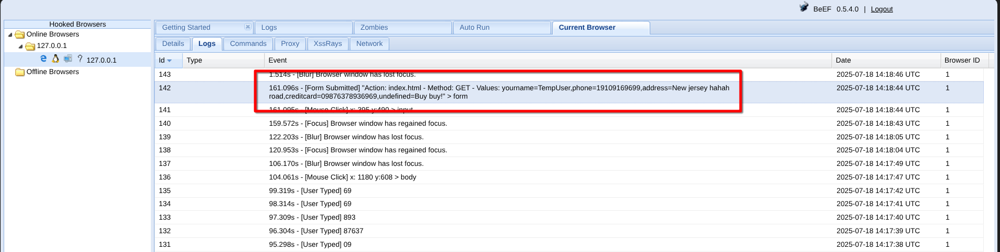 BeEF 0.5.4.0 | Logout
Hooked Browsers
Online Browsers
127.0.0.1
127.0.0.1
Offline Browsers
Getting Started Logs Zombies Auto Run Current Browser
Details Logs Commands Proxy XssRays Network
Id Type Event Date Browser ID
143 1.514s - [Blur] Browser window has lost focus. 2025-07-18 14:18:46 UTC 1
142 161.096s - [Form Submitted] "Action: index.html - Method: GET - Values: yourname=TempUser,phone=19109169699,address=New jersey hahah 2025-07-18 14:18:44 UTC 1
road,creditcard=09876378936969,undefined=Buy buy!" > form
141 161.095s - [Mouse Click] x: 395 y:490 > input 2025-07-18 14:18:44 UTC 1
140 159.572s - [Focus] Browser window has regained focus. 2025-07-18 14:18:43 UTC 1
139 122.203s - [Blur] Browser window has lost focus. 2025-07-18 14:18:05 UTC 1
138 120.953s - [Focus] Browser window has regained focus. 2025-07-18 14:18:04 UTC 1
137 106.170s - [Blur] Browser window has lost focus. 2025-07-18 14:17:49 UTC 1
136 104.061s - [Mouse Click] x: 1180 y:608 > body 2025-07-18 14:17:47 UTC 1
135 99.319s - [User Typed] 69 2025-07-18 14:17:42 UTC 1
134 98.314s - [User Typed] 69 2025-07-18 14:17:41 UTC 1
133 97.309s - [User Typed] 893 2025-07-18 14:17:40 UTC 1
132 96.304s - [User Typed] 87637 2025-07-18 14:17:39 UTC 1
131 95.298s - [User Typed] 09 2025-07-18 14:17:38 UTC 1